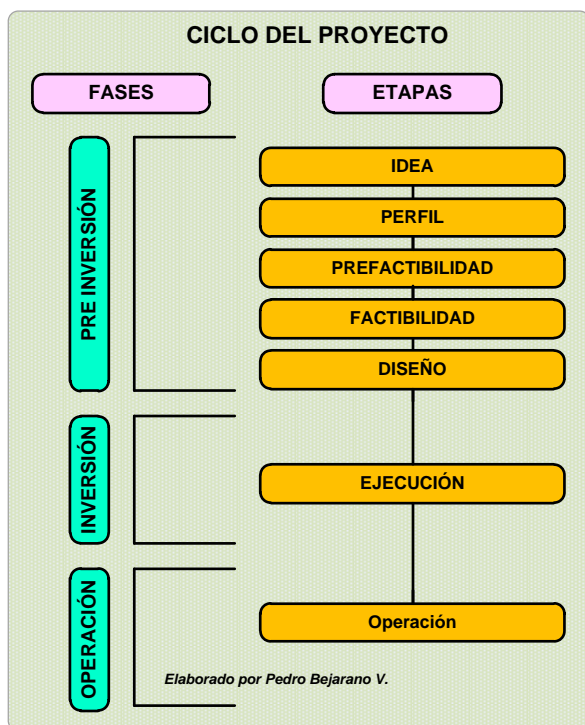 CICLO DEL PROYECTO
FASES
ETAPAS
PRE INVERSIÓN
IDEA
PERFIL
PREFACTIBILIDAD
FACTIBILIDAD
DISEÑO
INVERSIÓN
EJECUCIÓN
OPERACIÓN
Operación
Elaborado por Pedro Bejarano V.